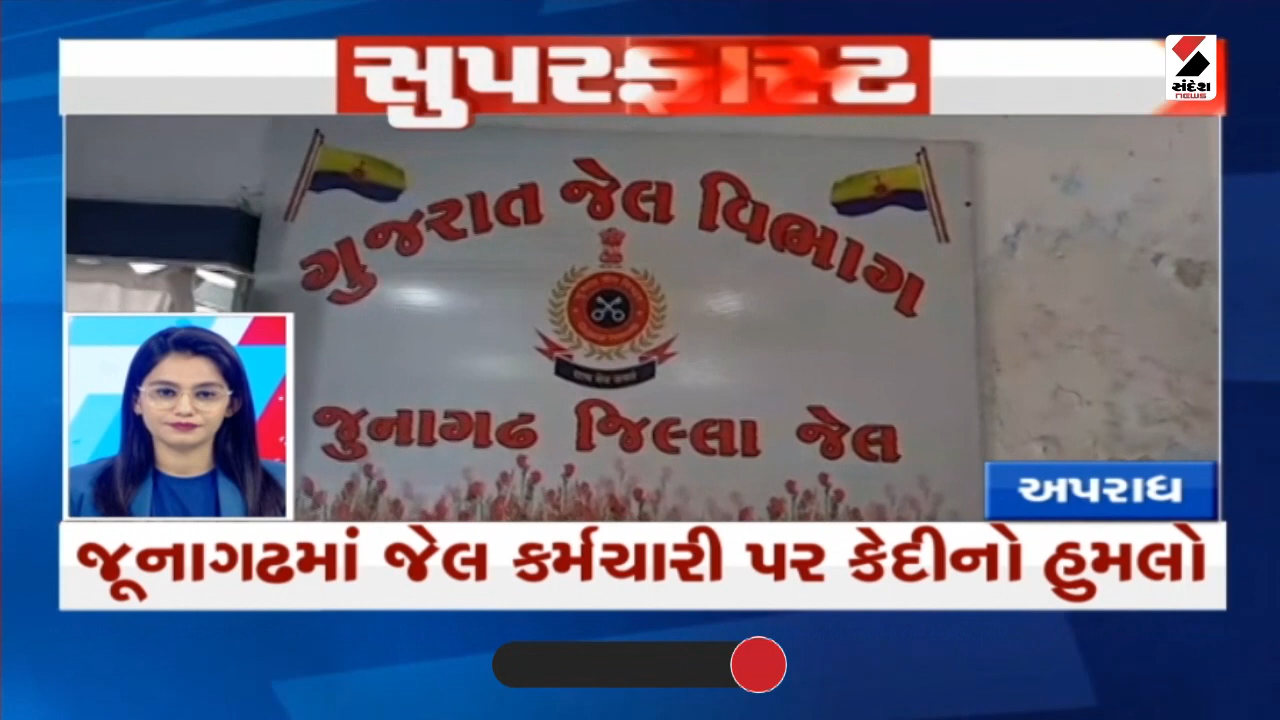 સુપરફાસ્ટ
સંદેશ
NEWS
ગુજરાત જેલ વિભાગ
જુનાગઢ જિલ્લા જેલ
અપરાધ
જૂનાગઢમાં જેલ કર્મચારી પર કેદીનો હુમલો